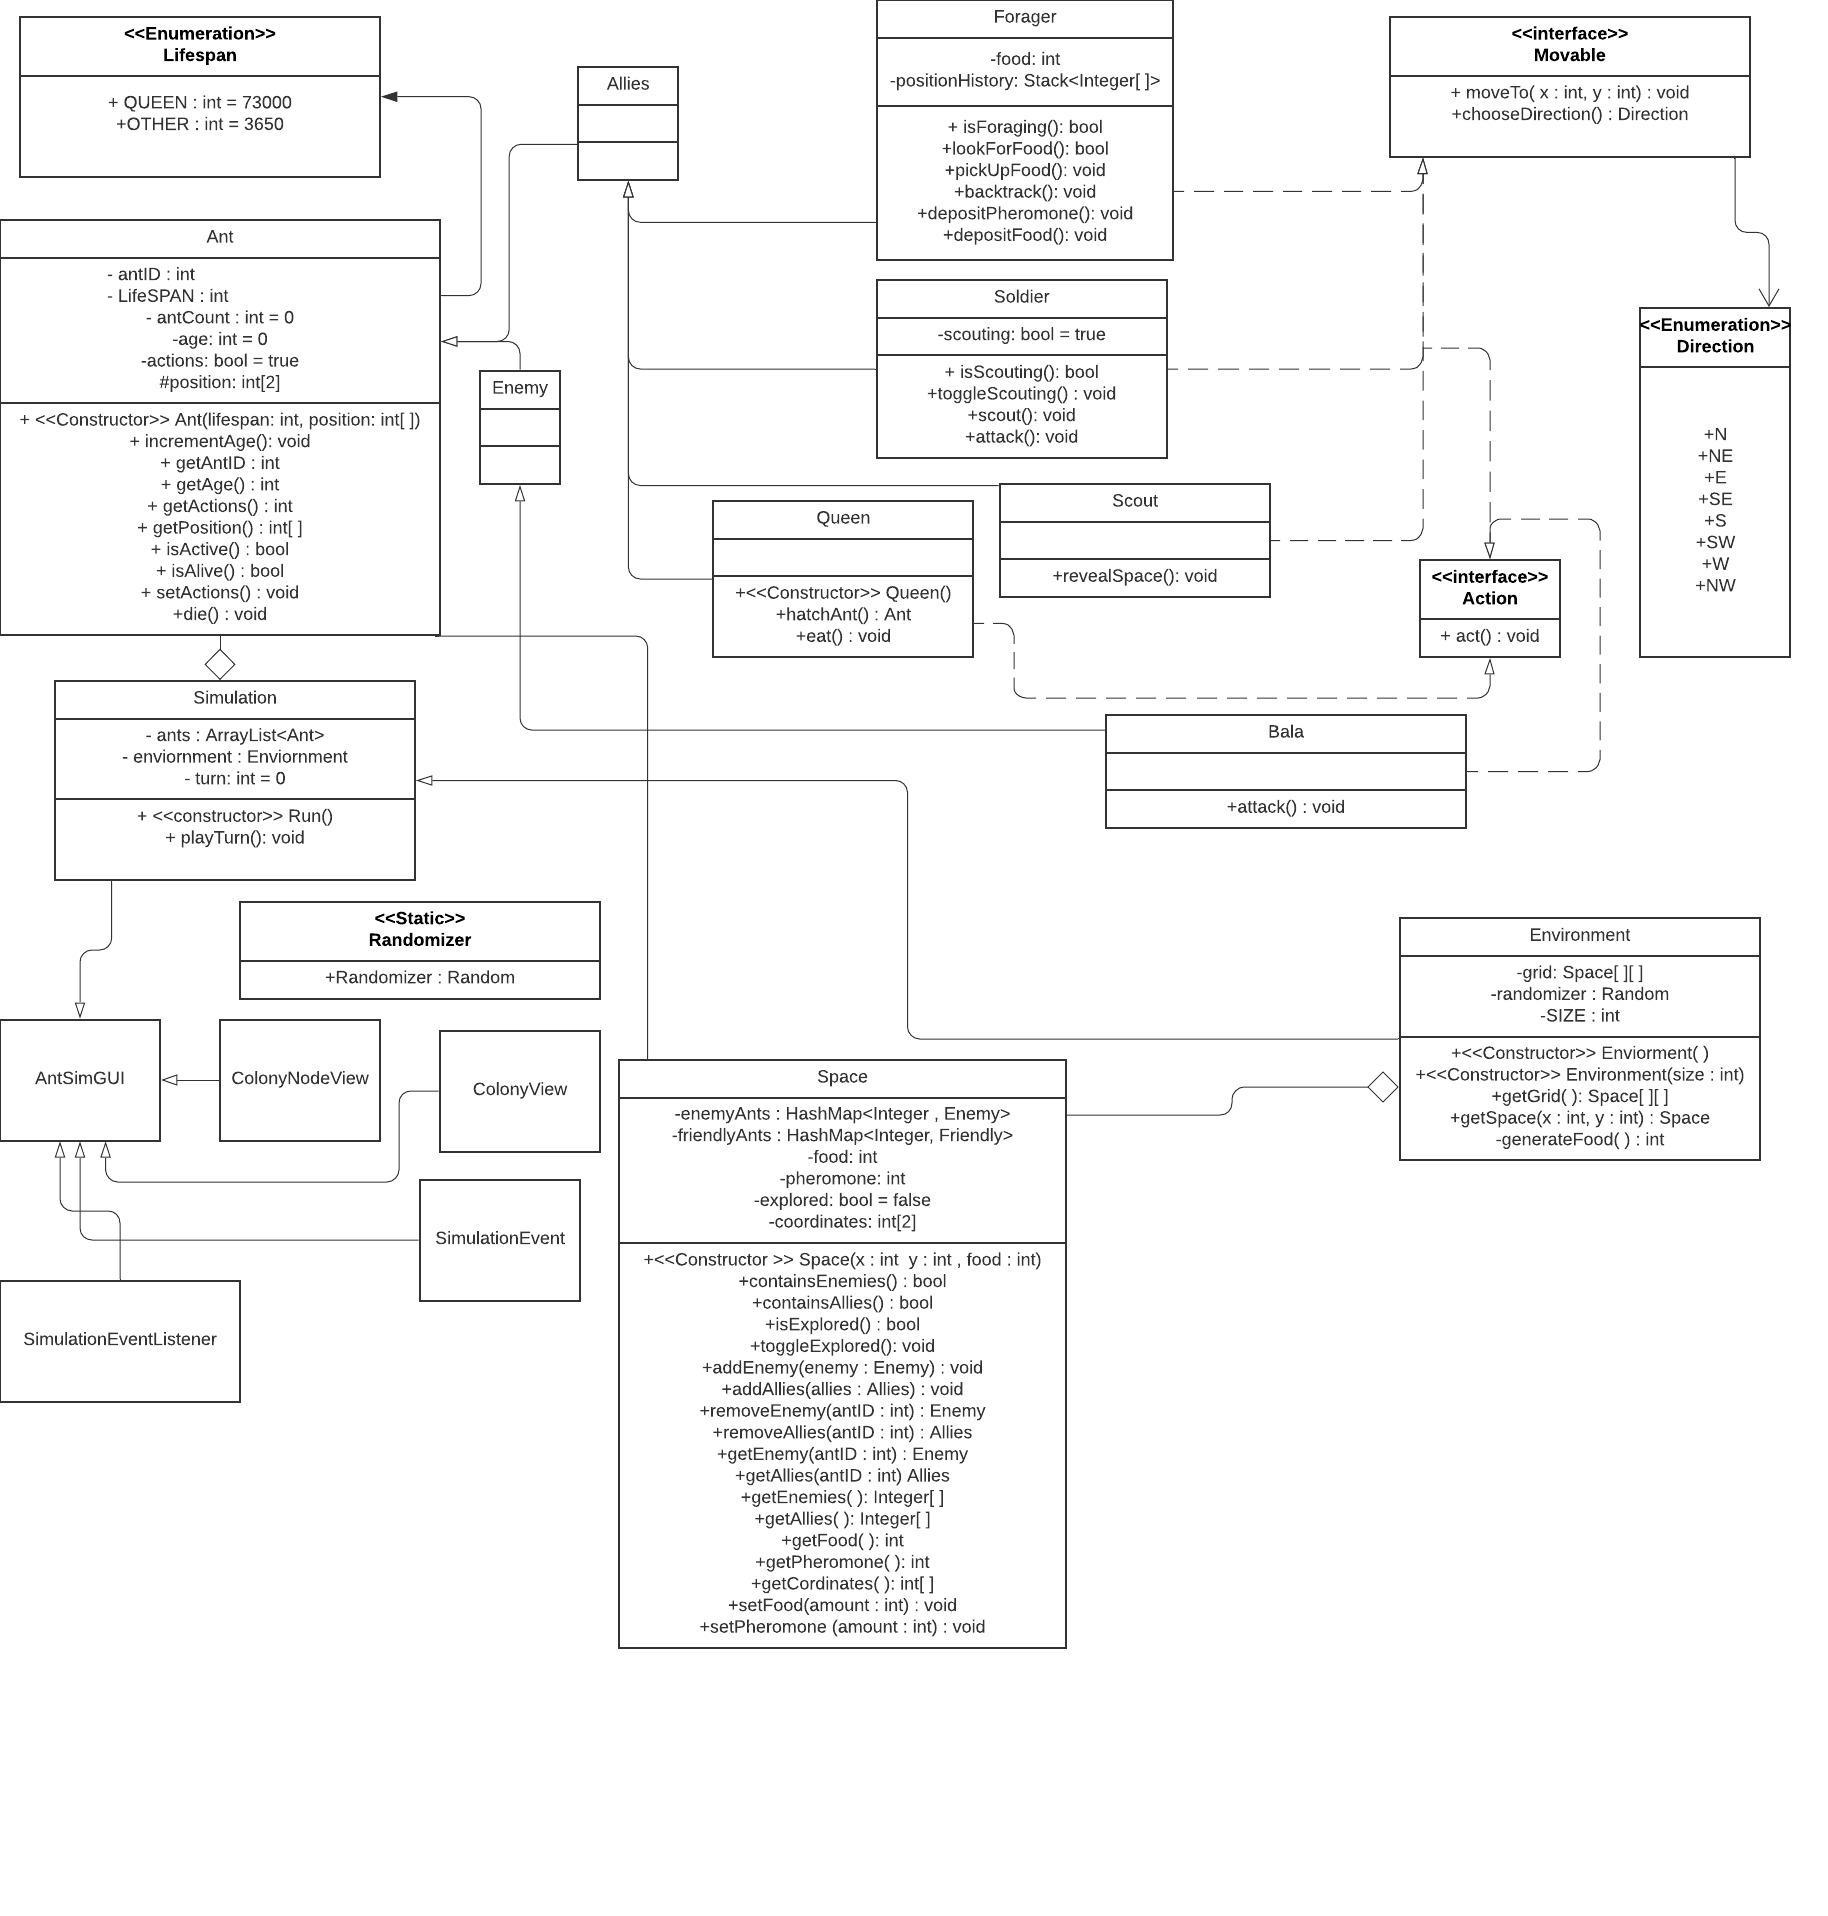 <<Enumeration>>
Lifespan
+ QUEEN : int = 73000
+OTHER : int = 3650
Allies
Forager
-food: int
-positionHistory: Stack<Integer[ ]>
+ isForaging(): bool
+lookForFood(): bool
+pickUpFood(): void
+backtrack(): void
+depositPheromone(): void
+depositFood(): void
<<interface>>
Movable
+ moveTo( x : int, y : int) : void
+chooseDirection() : Direction
Ant
- antID : int
- LifeSPAN : int
- antCount : int = 0
-age: int = 0
-actions: bool = true
#position: int[2]
+ <<Constructor>> Ant(lifespan: int, position: int[ ])
+ incrementAge(): void
+ getAntID : int
+ getAge() : int
+ getActions() : int
+ getPosition() : int[ ]
+ isActive() : bool
+ isAlive() : bool
+ setActions() : void
+die() : void
Enemy
Soldier
-scouting: bool = true
+ isScouting(): bool
+toggleScouting() : void
+scout(): void
+attack(): void
<<Enumeration>>
Direction
+N
+NE
+E
+SE
+S
+SW
+W
+NW
Queen
+<<Constructor>> Queen()
+hatchAnt() : Ant
+eat() : void
Scout
+revealSpace(): void
<<interface>>
Action
+ act() : void
Simulation
- ants : ArrayList<Ant>
- enviornment : Enviornment
- turn: int = 0
+ <<constructor>> Run()
+ playTurn(): void
Bala
+attack() : void
<<Static>>
Randomizer
+Randomizer : Random
Environment
-grid: Space[ ][ ]
-randomizer : Random
-SIZE : int
+<<Constructor>> Enviorment( )
+<<Constructor>> Environment(size : int)
+getGrid( ): Space[ ][ ]
+getSpace(x : int, y : int) : Space
-generateFood( ) : int
AntSimGUI
ColonyNodeView
ColonyView
SimulationEvent
SimulationEventListener
Space
-enemyAnts : HashMap<Integer , Enemy>
-friendlyAnts : HashMap<Integer, Friendly>
-food: int
-pheromone: int
-explored: bool = false
-coordinates: int[2]
+<<Constructor >> Space(x : int  y : int , food : int)
+containsEnemies() : bool
+containsAllies() : bool
+isExplored() : bool
+toggleExplored(): void
+addEnemy(enemy : Enemy) : void
+addAllies(allies : Allies) : void
+removeEnemy(antID : int) : Enemy
+removeAllies(antID : int) : Allies
+getEnemy(antID : int) : Enemy
+getAllies(antID : int) Allies
+getEnemies( ): Integer[ ]
+getAllies( ): Integer[ ]
+getFood( ): int
+getPheromone( ): int
+getCordinates( ): int[ ]
+setFood(amount : int) : void
+setPheromone (amount : int) : void